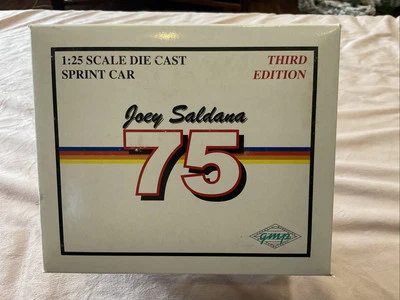 1:25 SCALE DIE CAST
SPRINT CAR
THIRD
EDITION
Joey Saldana
75
gmp